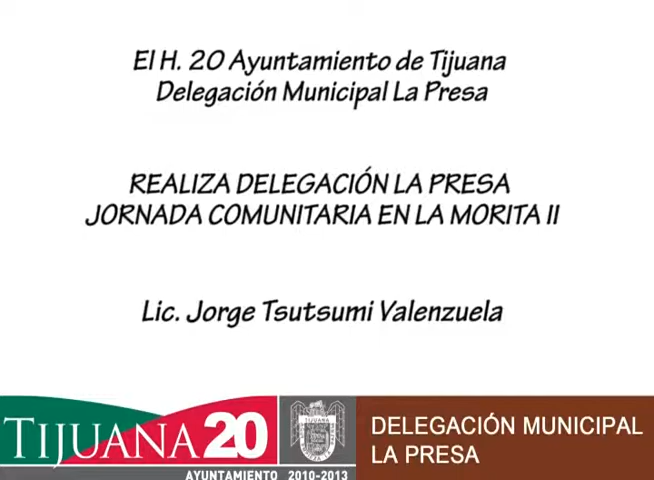 El H. 20 Ayuntamiento de Tijuana
Delegación Municipal La Presa
REALIZA DELEGACIÓN LA PRESA
JORNADA COMUNITARIA EN LA MORITA II
Lic. Jorge Tsutsumi Valenzuela
TIJUANA 20
AYUNTAMIENTO 2010-2013
TIJUANA
DELEGACIÓN MUNICIPAL
LA PRESA